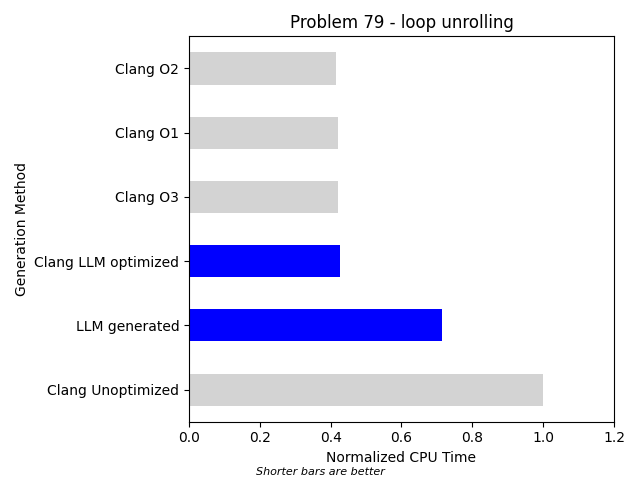 Problem 79 - loop unrolling
Generation Method
Clang O2
Clang O1
Clang O3
Clang LLM optimized
LLM generated
Clang Unoptimized
0.0 0.2 0.4 0.6 0.8 1.0 1.2
Normalized CPU Time
Shorter bars are better